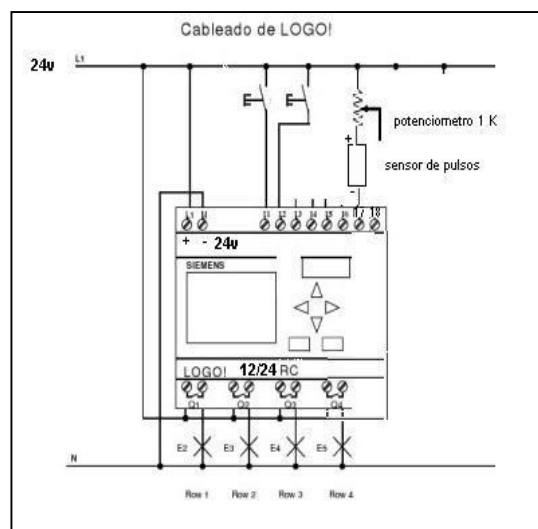 Cableado de LOGO!
24v L1
potenciometro 1 K
+
sensor de pulsos
-
L1 I1 I2 I3 I4 I5 I6 I7 I8
+ - 24v
SIEMENS
LOGO! 12/24 RC
Q1 Q2 Q3 Q4
E2 E3 E4 E5
N
Row 1 Row 2 Row 3 Row 4